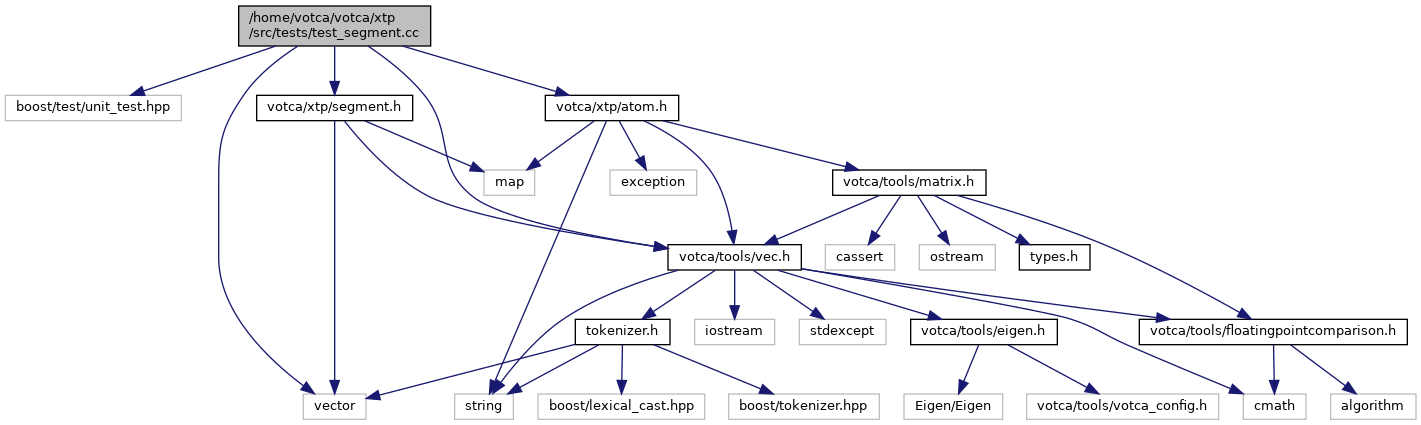 /home/votca/votca/xtp
/src/tests/test_segment.cc
boost/test/unit_test.hpp
votca/xtp/segment.h
votca/xtp/atom.h
map
exception
votca/tools/matrix.h
votca/tools/vec.h
cassert
ostream
types.h
tokenizer.h
iostream
stdexcept
votca/tools/eigen.h
votca/tools/floatingpointcomparison.h
vector
string
boost/lexical_cast.hpp
boost/tokenizer.hpp
Eigen/Eigen
votca/tools/votca_config.h
cmath
algorithm